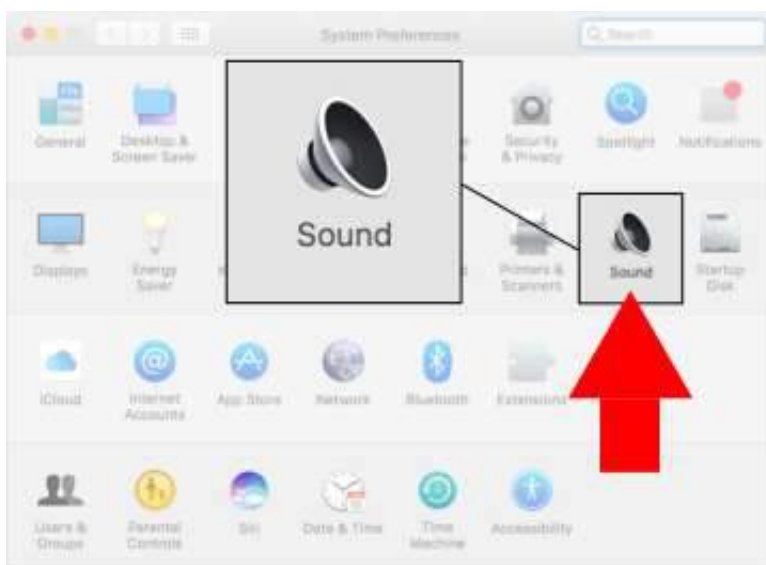 System Preferences
Search
General
Desktop &
Screen Saver
Security
& Privacy
Spotlight
Notifications
Sound
Displays
Energy
Saver
Printers &
Scanners
Sound
Startup
Disk
iCloud
Internet
Accounts
App Store
Network
Bluetooth
Extensions
Users &
Groups
Parental
Controls
Siri
Date & Time
Time
Machine
Accessibility